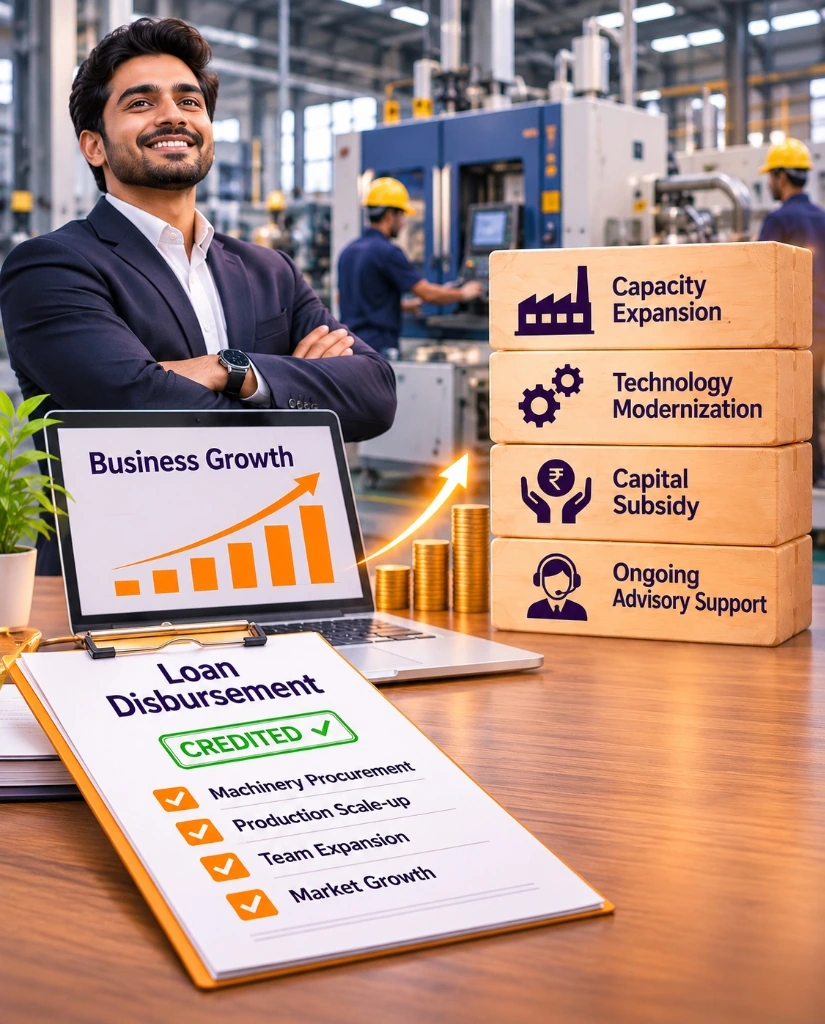 Business Growth
Capacity
Expansion
Technology
Modernization
₹
Capital
Subsidy
Ongoing
Advisory Support
Loan
Disbursement
CREDITED ✓
Machinery Procurement
Production Scale-up
Team Expansion
Market Growth